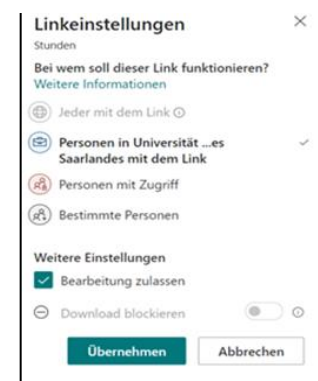 Linkeinstellungen
Stunden
Bei wem soll dieser Link funktionieren?
Weitere Informationen
Jeder mit dem Link
Personen in Universität ...es
Saarlandes mit dem Link
Personen mit Zugriff
Bestimmte Personen
Weitere Einstellungen
Bearbeitung zulassen
Download blockieren
Übernehmen Abbrechen